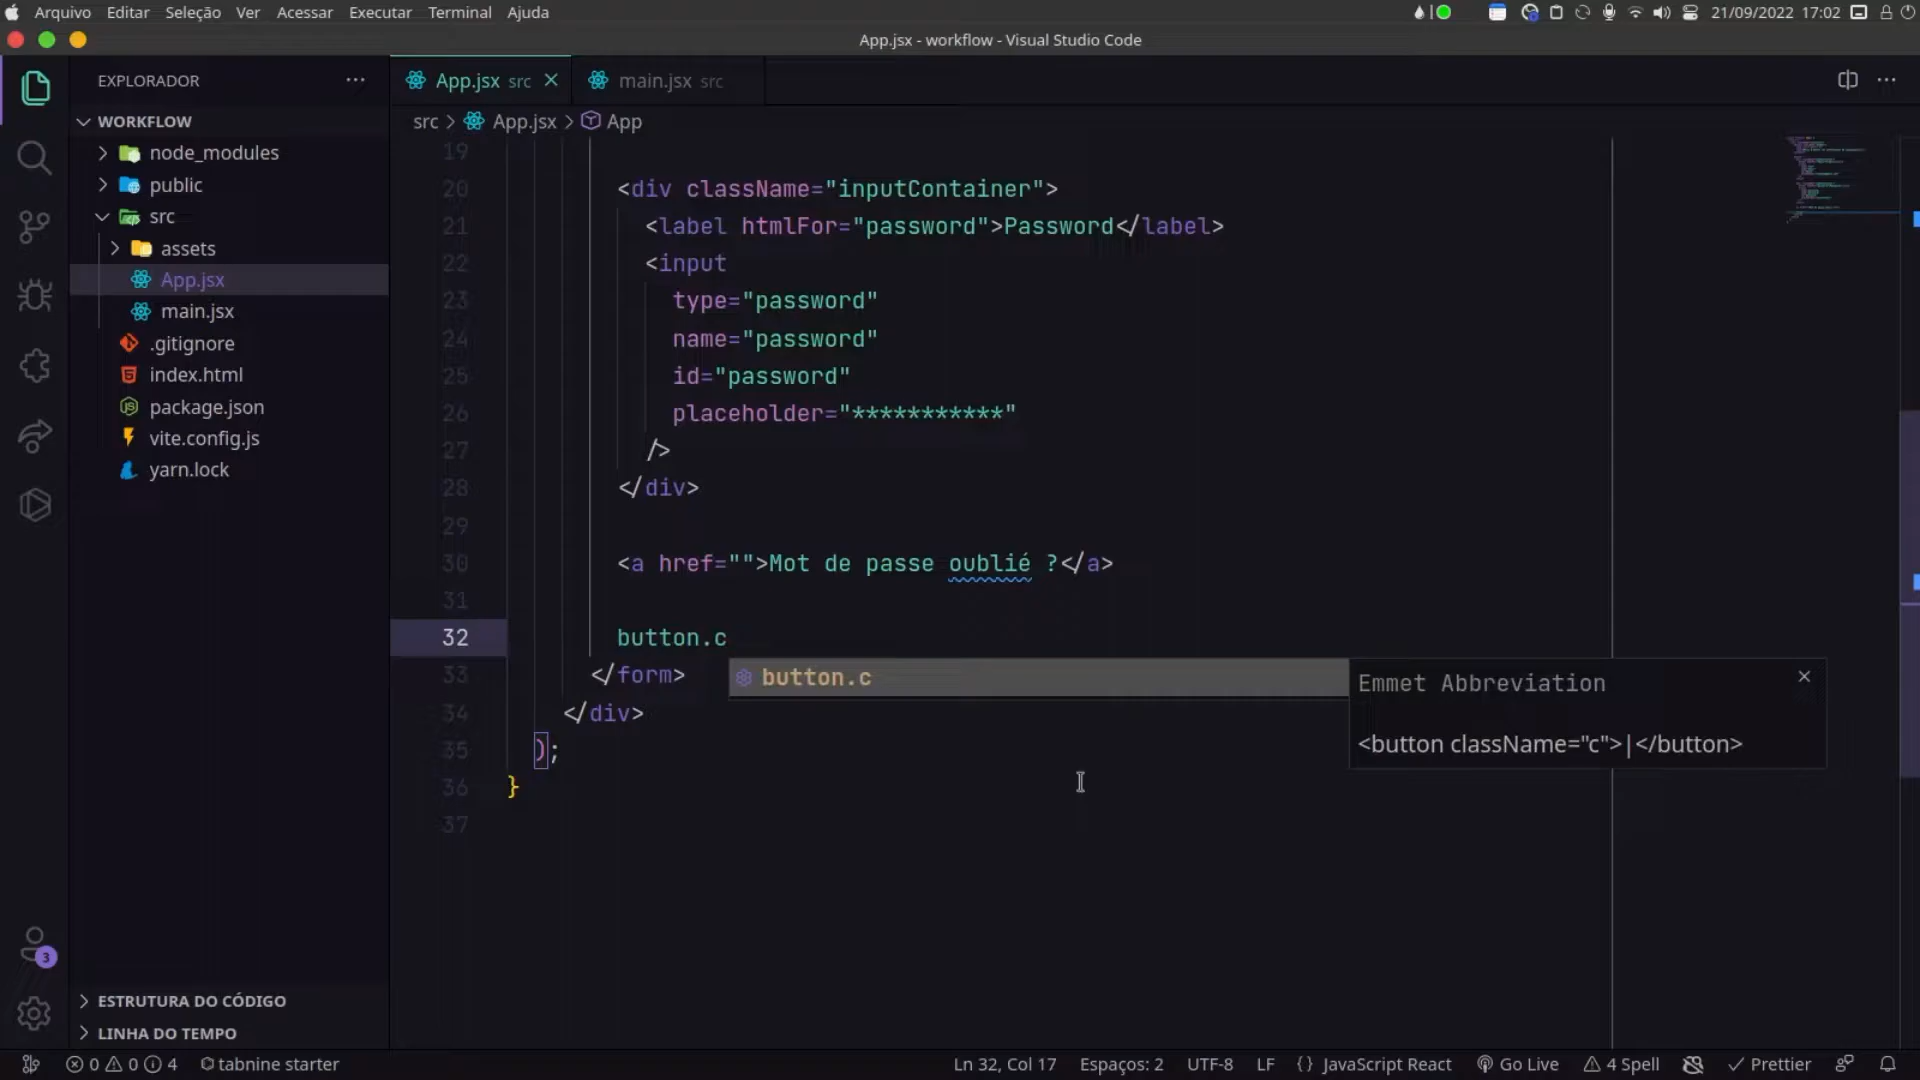 Arquivo Editar Seleção Ver Acessar Executar Terminal Ajuda
21/09/2022 17:02
App.jsx - workflow - Visual Studio Code
EXPLORADOR ···
App.jsx src
main.jsx src
WORKFLOW
src > App.jsx > App
node_modules
public
src
assets
App.jsx
main.jsx
.gitignore
index.html
package.json
vite.config.js
yarn.lock
19
20 <div className="inputContainer">
21 <label htmlFor="password">Password</label>
22 <input
23 type="password"
24 name="password"
25 id="password"
26 placeholder="***********"
27 />
28 </div>
29
30 <a href="">Mot de passe oublié ?</a>
31
32 button.c
33 </form>
34 </div>
35 );
36 }
37
button.c
Emmet Abbreviation
<button className="c">|</button>
3
ESTRUTURA DO CÓDIGO
LINHA DO TEMPO
0 0 4 tabnine starter
Ln 32, Col 17 Espaços: 2 UTF-8 LF {} JavaScript React Go Live 4 Spell Prettier